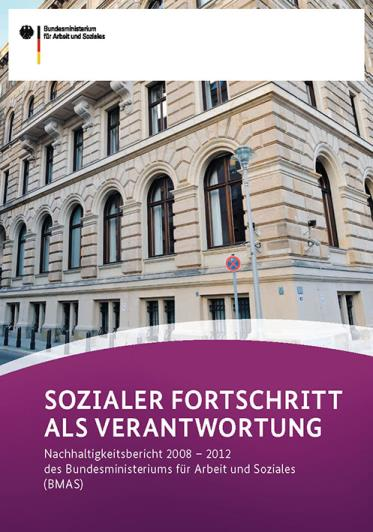 Bundesministerium
für Arbeit und Soziales
SOZIALER FORTSCHRITT
ALS VERANTWORTUNG
Nachhaltigkeitsbericht 2008 – 2012
des Bundesministeriums für Arbeit und Soziales
(BMAS)